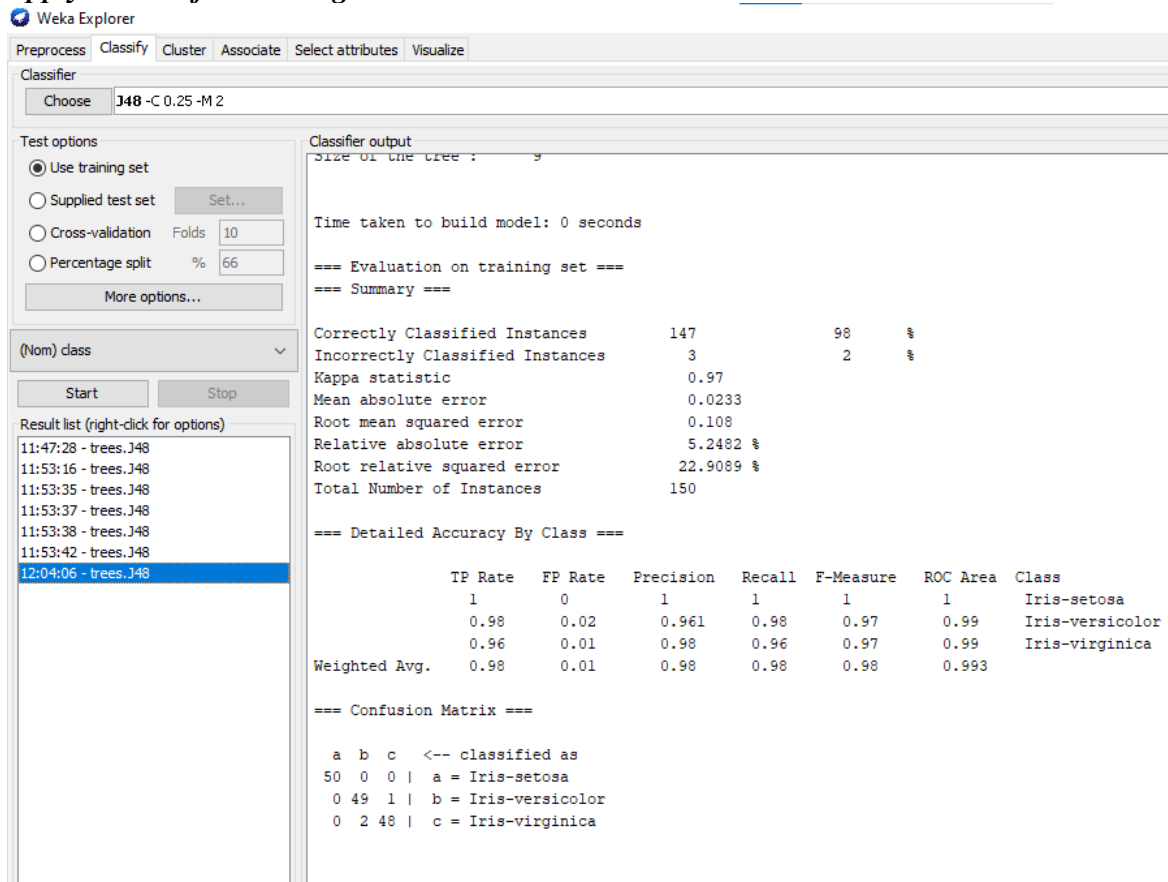 Weka Explorer
Preprocess Classify Cluster Associate Select attributes Visualize
Classifier
Choose J48 -C 0.25 -M 2
Test options
Use training set
Supplied test set Set...
Cross-validation Folds 10
Percentage split % 66
More options...
(Nom) class
Start Stop
Result list (right-click for options)
11:47:28 - trees.J48
11:53:16 - trees.J48
11:53:35 - trees.J48
11:53:37 - trees.J48
11:53:38 - trees.J48
11:53:42 - trees.J48
12:04:06 - trees.J48
Classifier output
Size of the tree : 9
Time taken to build model: 0 seconds
=== Evaluation on training set ===
=== Summary ===
Correctly Classified Instances 147 98 %
Incorrectly Classified Instances 3 2 %
Kappa statistic 0.97
Mean absolute error 0.0233
Root mean squared error 0.108
Relative absolute error 5.2482 %
Root relative squared error 22.9089 %
Total Number of Instances 150
=== Detailed Accuracy By Class ===
TP Rate FP Rate Precision Recall F-Measure ROC Area Class
1 0 1 1 1 1 Iris-setosa
0.98 0.02 0.961 0.98 0.97 0.99 Iris-versicolor
0.96 0.01 0.98 0.96 0.97 0.99 Iris-virginica
Weighted Avg. 0.98 0.01 0.98 0.98 0.98 0.993
=== Confusion Matrix ===
a b c <-- classified as
50 0 0 | a = Iris-setosa
0 49 1 | b = Iris-versicolor
0 2 48 | c = Iris-virginica